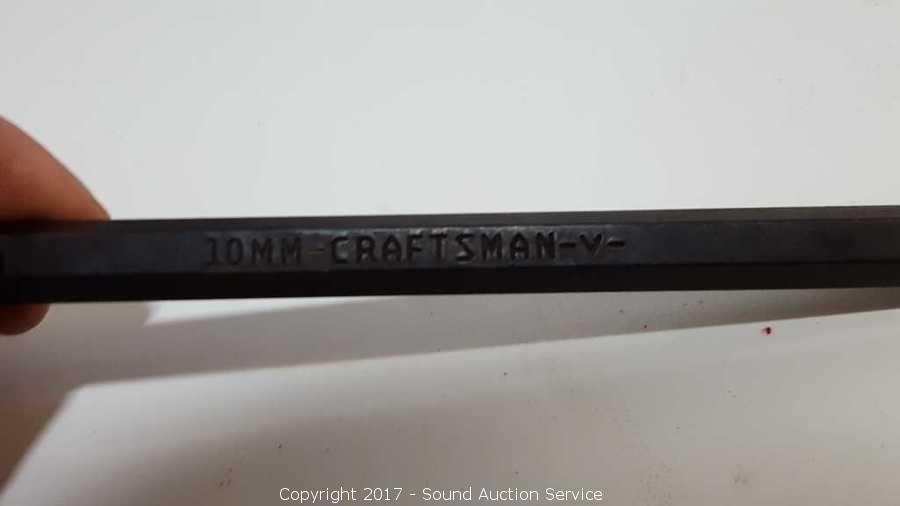 10MM-CRAFTSMAN-V-
Copyright 2017 - Sound Auction Service